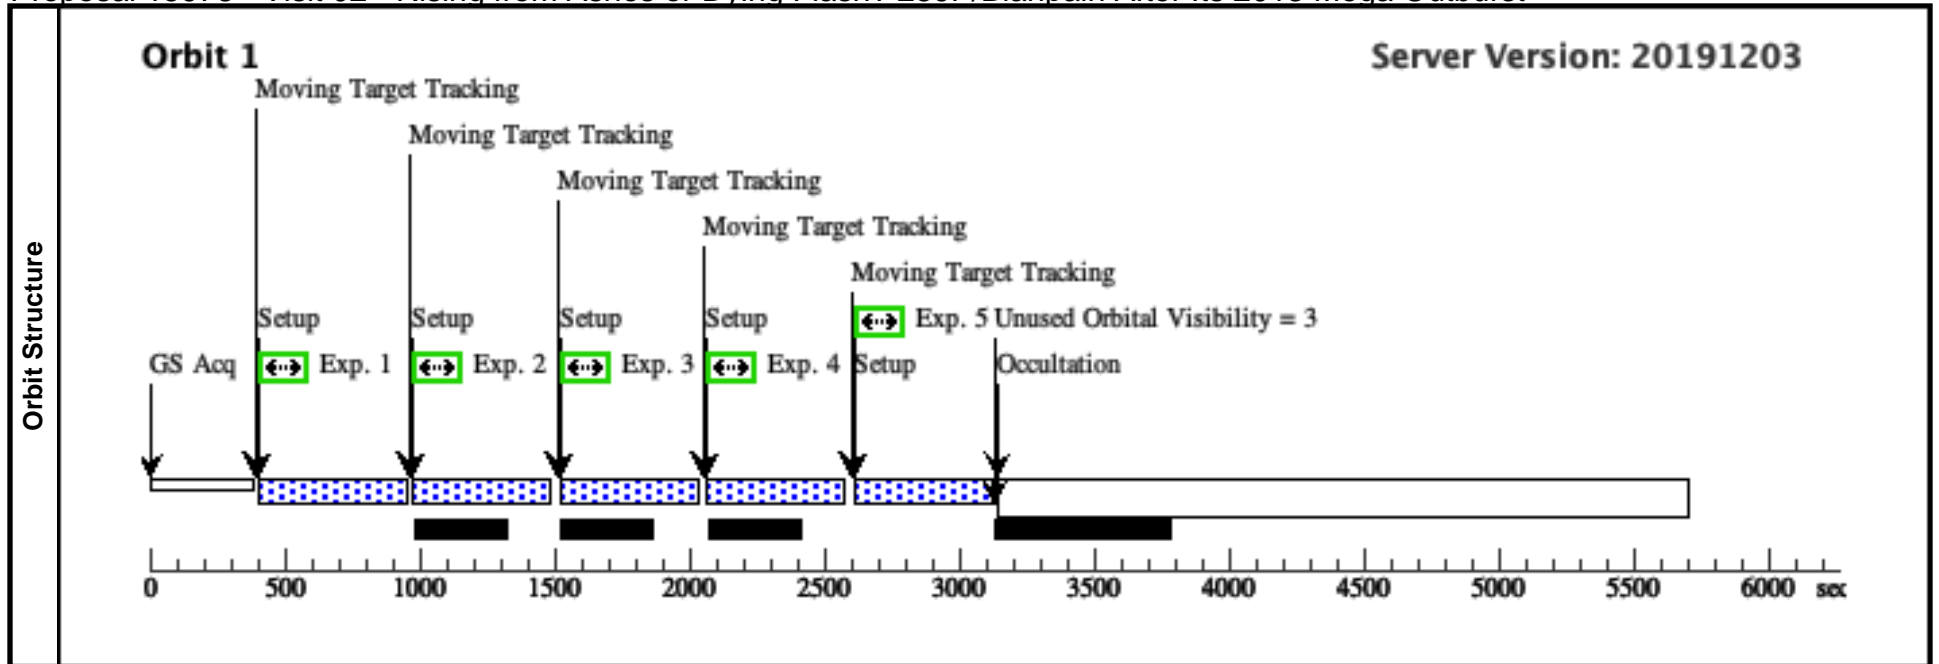 Orbit 1
Server Version: 20191203
Moving Target Tracking
Moving Target Tracking
Moving Target Tracking
Moving Target Tracking
Moving Target Tracking
Setup
Setup
Setup
Setup
Exp. 5
Unused Orbital Visibility = 3
GS Acq
Exp. 1
Exp. 2
Exp. 3
Exp. 4
Setup
Occultation
Orbit Structure
0 500 1000 1500 2000 2500 3000 3500 4000 4500 5000 5500 6000 sec